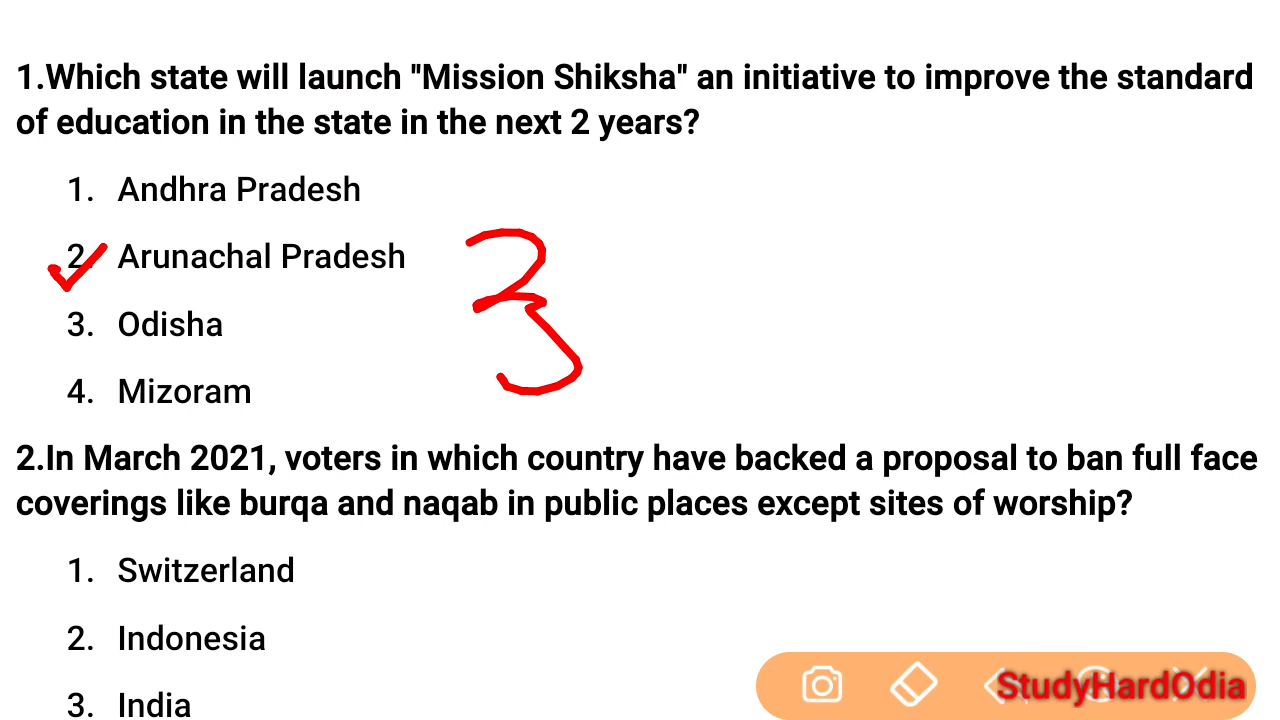 1.Which state will launch "Mission Shiksha" an initiative to improve the standard
of education in the state in the next 2 years?
1. Andhra Pradesh
2. Arunachal Pradesh
3. Odisha
4. Mizoram
3
2.In March 2021, voters in which country have backed a proposal to ban full face
coverings like burqa and naqab in public places except sites of worship?
1. Switzerland
2. Indonesia
3. India
StudyHardOdia